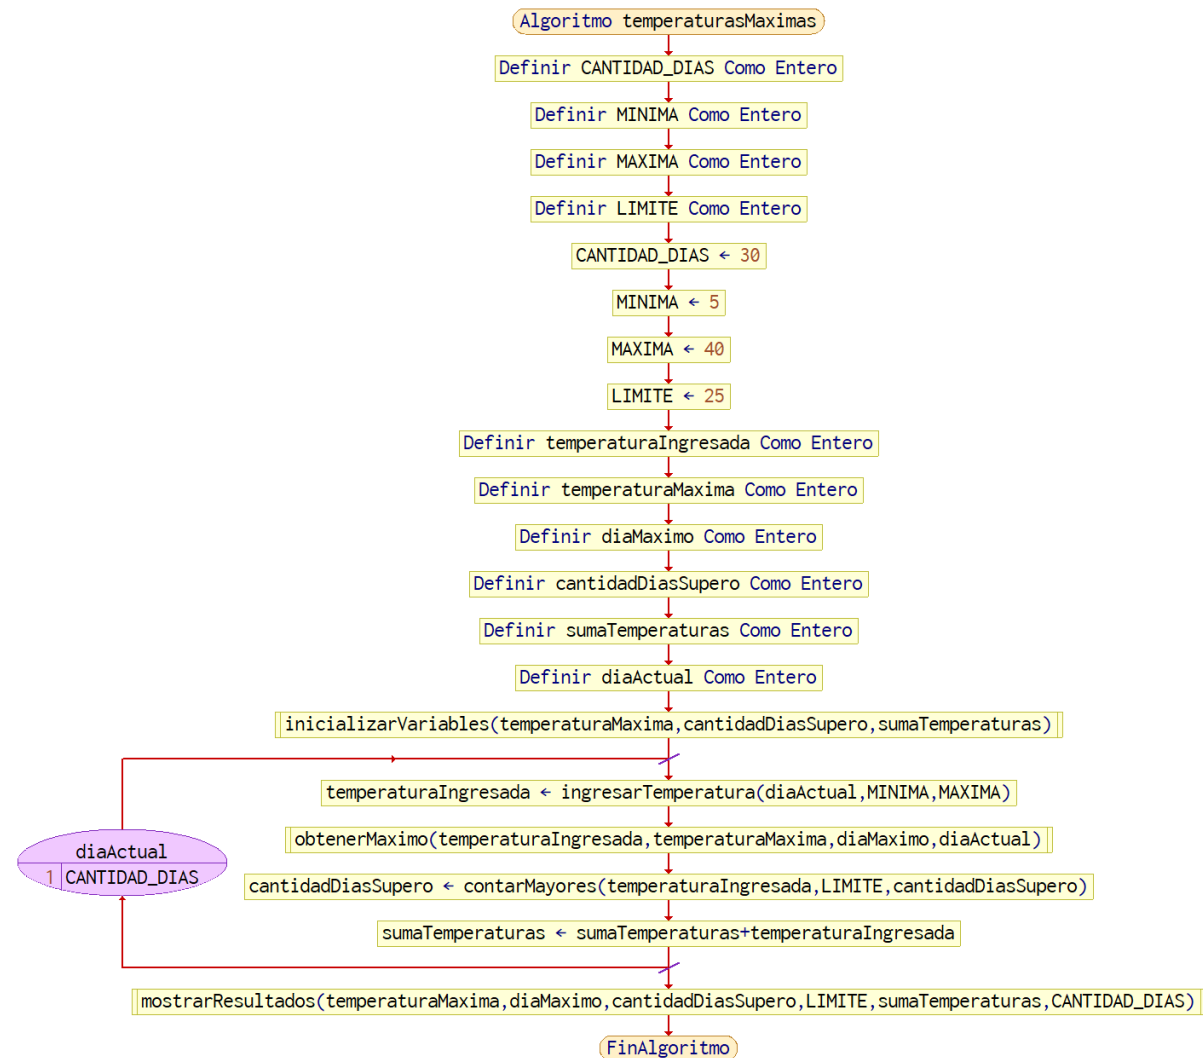 Algoritmo temperaturasMaximas
Definir CANTIDAD_DIAS Como Entero
Definir MINIMA Como Entero
Definir MAXIMA Como Entero
Definir LIMITE Como Entero
CANTIDAD_DIAS ← 30
MINIMA ← 5
MAXIMA ← 40
LIMITE ← 25
Definir temperaturaIngresada Como Entero
Definir temperaturaMaxima Como Entero
Definir diaMaximo Como Entero
Definir cantidadDiasSupero Como Entero
Definir sumaTemperaturas Como Entero
Definir diaActual Como Entero
inicializarVariables(temperaturaMaxima,cantidadDiasSupero,sumaTemperaturas)
diaActual
1 CANTIDAD_DIAS
temperaturaIngresada ← ingresarTemperatura(diaActual,MINIMA,MAXIMA)
obtenerMaximo(temperaturaIngresada,temperaturaMaxima,diaMaximo,diaActual)
cantidadDiasSupero ← contarMayores(temperaturaIngresada,LIMITE,cantidadDiasSupero)
sumaTemperaturas ← sumaTemperaturas+temperaturaIngresada
mostrarResultados(temperaturaMaxima,diaMaximo,cantidadDiasSupero,LIMITE,sumaTemperaturas,CANTIDAD_DIAS)
FinAlgoritmo